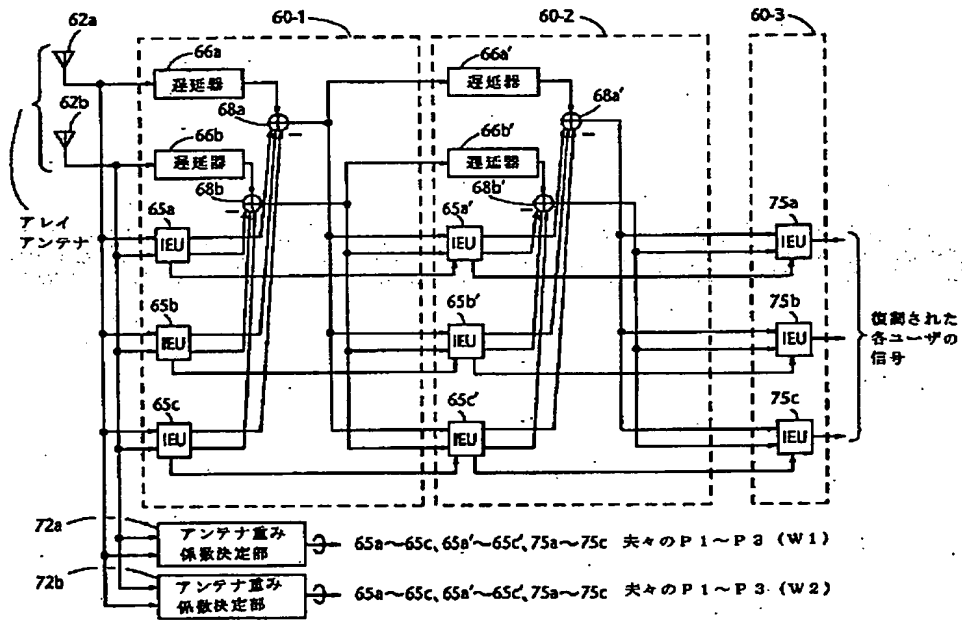 60-1
60-2
60-3
62a
66a
66a'
遅延器
遅延器
62b
68a
68a'
66b
66b'
遅延器
遅延器
68b
68b'
アレイ
アンテナ
65a
65a'
75a
IEU
IEU
IEU
65b
65b'
75b
IEU
IEU
IEU
復調された
各ユーザの
信号
65c
65c'
75c
IEU
IEU
IEU
72a
アンテナ重み
係数決定部
65a～65c、65a'～65c'、75a～75c 夫々のP1～P3 (W1)
72b
アンテナ重み
係数決定部
65a～65c、65a'～65c'、75a～75c 夫々のP1～P3 (W2)